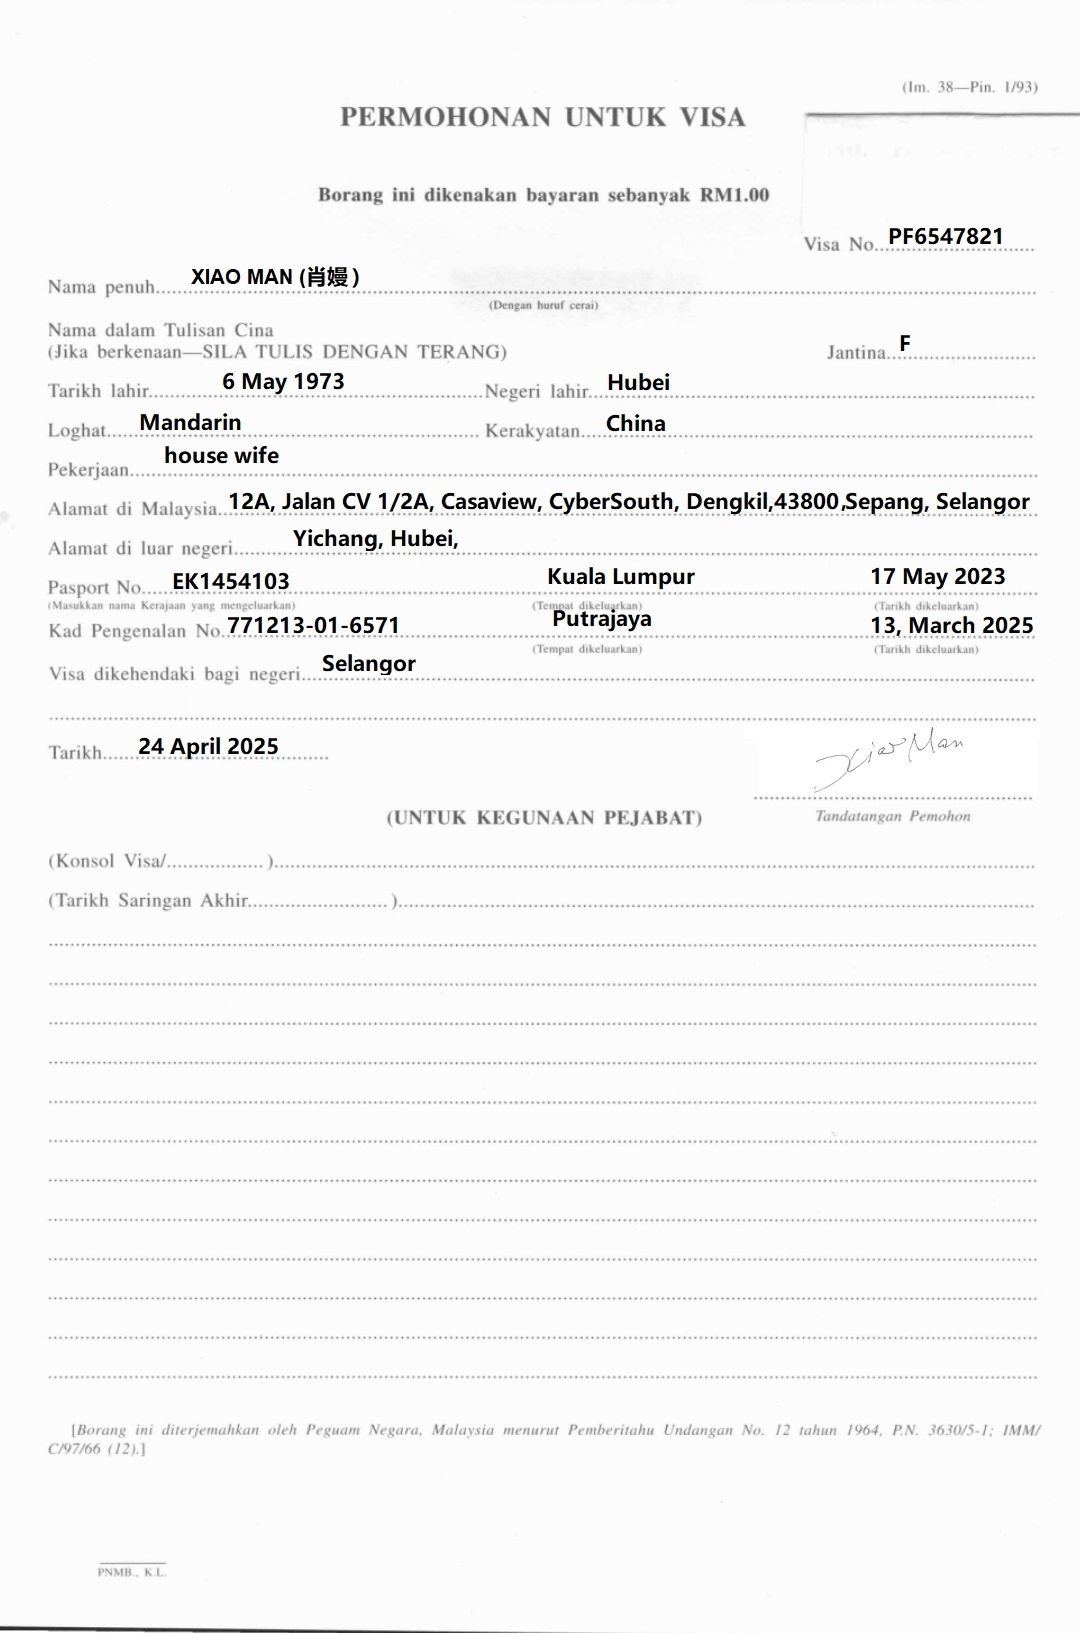 (Im. 38—Pin. 1/93)
PERMOHONAN UNTUK VISA
Borang ini dikenakan bayaran sebanyak RM1.00
Visa No. PF6547821
Nama penuh XIAO MAN (肖嫚)
(Dengan huruf cerai)
Nama dalam Tulisan Cina
(Jika berkenaan—SILA TULIS DENGAN TERANG) Jantina F
Tarikh lahir 6 May 1973 Negeri lahir Hubei
Loghat Mandarin Kerakyatan China
Pekerjaan house wife
Alamat di Malaysia 12A, Jalan CV 1/2A, Casaview, CyberSouth, Dengkil,43800,Sepang, Selangor
Alamat di luar negeri Yichang, Hubei,
Pasport No. EK1454103 Kuala Lumpur 17 May 2023
(Masukkan nama Kerajaan yang mengeluarkan) (Tempat dikeluarkan) (Tarikh dikeluarkan)
Kad Pengenalan No. 771213-01-6571 Putrajaya 13, March 2025
(Tempat dikeluarkan) (Tarikh dikeluarkan)
Visa dikehendaki bagi negeri Selangor
Tarikh 24 April 2025 Xiao Man
Tandatangan Pemohon
(UNTUK KEGUNAAN PEJABAT)
(Konsol Visa/..................)
(Tarikh Saringan Akhir.........................)
[Borang ini diterjemahkan oleh Peguam Negara, Malaysia menurut Pemberitahu Undangan No. 12 tahun 1964, P.N. 3630/5-1; IMM/
C/97/66 (12).]
PNMB., K.L.